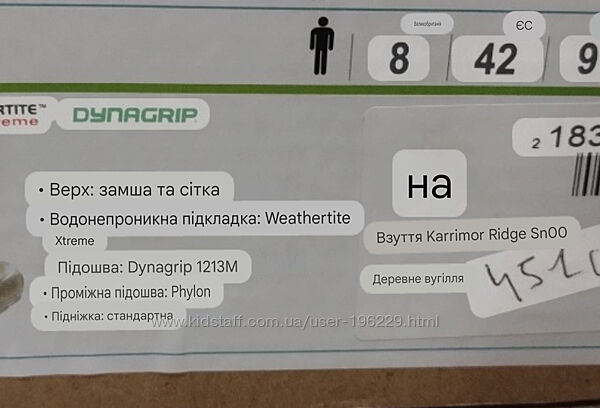 Великобританія
ЄС
8
42
9
RTITE™
eme
DYNAGRIP
2 183
на
• Верх: замша та сітка
• Водонепроникна підкладка: Weathertite
Xtreme
Підошва: Dynagrip 1213M
• Проміжна підошва: Phylon
• Підніжка: стандартна
Взуття Karrimor Ridge Sn00
Деревне вугілля
www.kidstaff.com.ua/user-196229.html